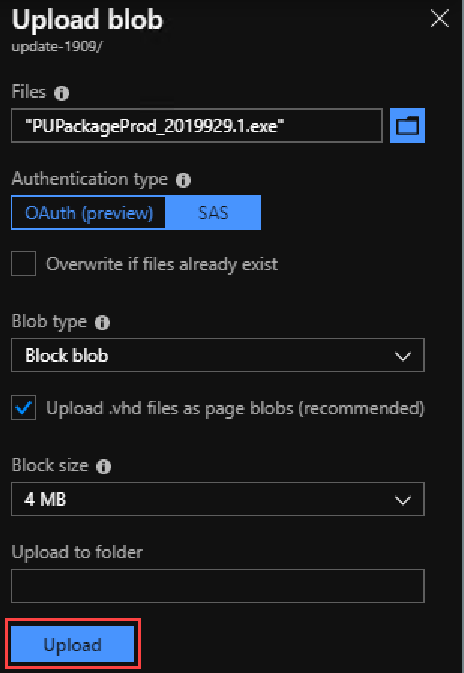 Upload blob
update-1909/
Files
"PUPackageProd_2019929.1.exe"
Authentication type
OAuth (preview) SAS
Overwrite if files already exist
Blob type
Block blob
Upload .vhd files as page blobs (recommended)
Block size
4 MB
Upload to folder
Upload